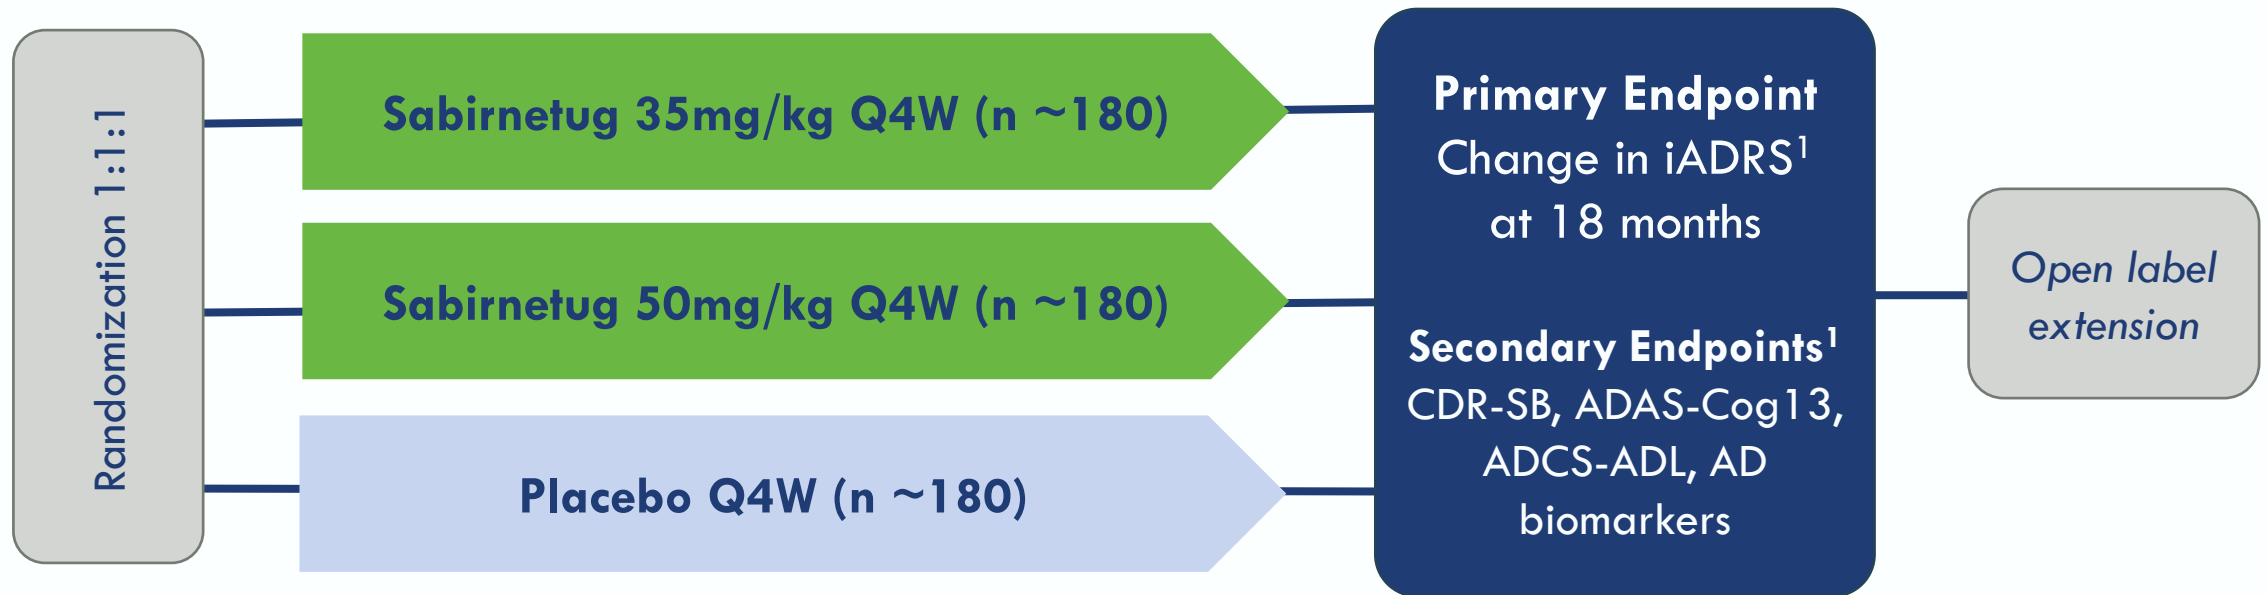 Randomization 1:1:1
Sabirnetug 35mg/kg Q4W (n ~180)
Sabirnetug 50mg/kg Q4W (n ~180)
Placebo Q4W (n ~180)
Primary Endpoint
Change in iADRS¹
at 18 months
Secondary Endpoints¹
CDR-SB, ADAS-Cog13,
ADCS-ADL, AD
biomarkers
Open label
extension